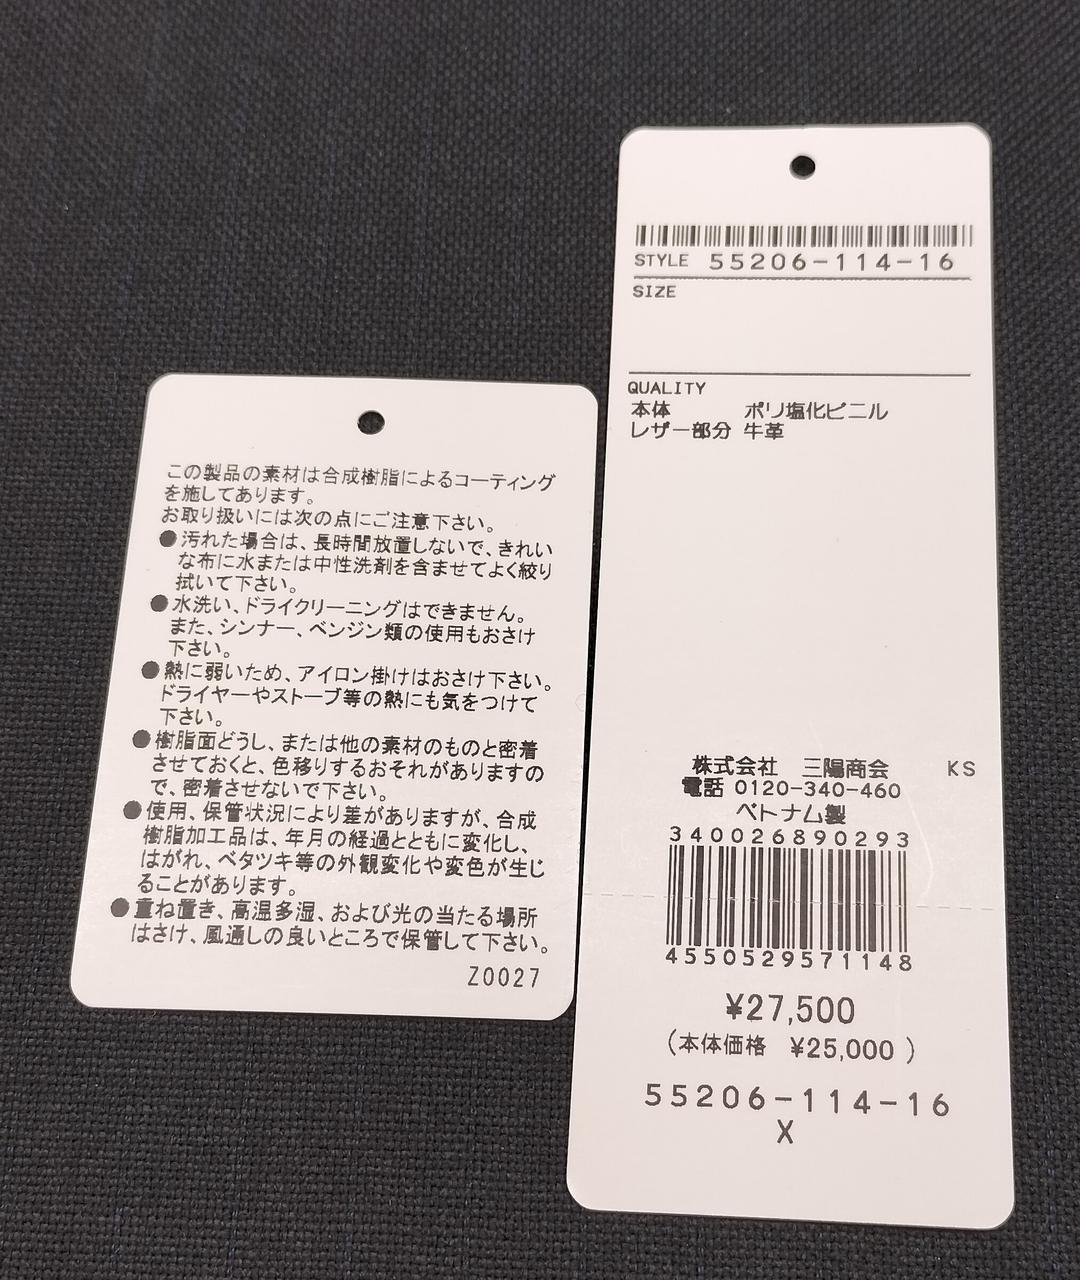 この製品の素材は合成樹脂によるコーティング
を施してあります。
お取り扱いには次の点にご注意下さい。
●汚れた場合は、長時間放置しないで、きれい
な布に水または中性洗剤を含ませてよく絞り
拭いて下さい。
●水洗い、ドライクリーニングはできません。
また、シンナー、ベンジン類の使用もおさけ
下さい。
●熱に弱いため、アイロン掛けはおさけ下さい。
ドライヤーやストーブ等の熱にも気をつけて
下さい。
●樹脂面どうし、または他の素材のものと密着
させておくと、色移りするおそれがありますの
で、密着させないで下さい。
●使用、保管状況により差がありますが、合成
樹脂加工品は、年月の経過とともに変化し、
はがれ、ベタツキ等の外観変化や変色が生じ
ることがあります。
●重ね置き、高温多湿、および光の当たる場所
はさけ、風通しの良いところで保管して下さい。
Z0027
STYLE 55206-114-16
SIZE
QUALITY
本体 ポリ塩化ビニル
レザー部分 牛革
株式会社 三陽商会 KS
電話 0120-340-460
ベトナム製
340026890293
4550529571148
¥27,500
(本体価格 ¥25,000 )
55206-114-16
X